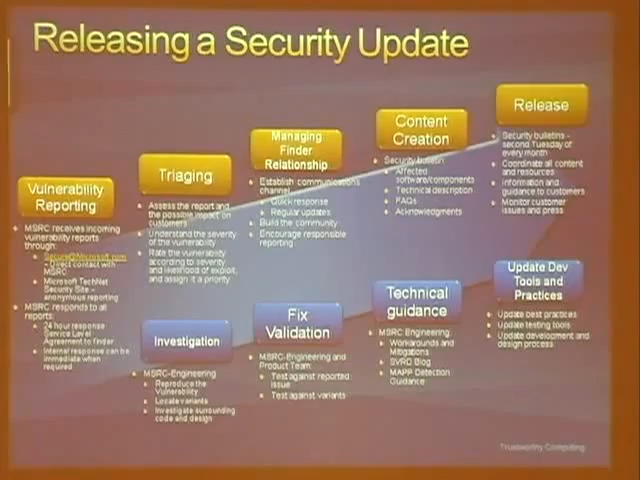 Releasing a Security Update
Vulnerability
Reporting
MSRC receives incoming
vulnerability reports
through:
Secure@Microsoft.com
– Direct contact with
MSRC
Microsoft TechNet
Security Site –
anonymous reporting
MSRC responds to all
reports:
24 hour response
Service Level
Agreement to finder
Internal response can be
immediate when
required
Triaging
Assess the report and
the possible impact on
customers
Understand the severity
of the vulnerability
Rate the vulnerability
according to severity
and likelihood of exploit,
and assign it a priority
Investigation
MSRC-Engineering
Reproduce the
Vulnerability
Locate variants
Investigate surrounding
code and design
Managing
Finder
Relationship
Establish communications
channel
Quick response
Regular updates
Build the community
Encourage responsible
reporting
Fix
Validation
MSRC-Engineering and
Product Team:
Test against reported
issue
Test against variants
Content
Creation
Security bulletin:
Affected
software/components
Technical description
FAQs
Acknowledgments
Technical
guidance
MSRC Engineering:
Workarounds and
Mitigations
SVRD Blog
MAPP Detection
Guidance
Release
Security bulletins -
second Tuesday of
every month
Coordinate all content
and resources
Information and
guidance to customers
Monitor customer
issues and press
Update Dev
Tools and
Practices
Update best practices
Update testing tools
Update development and
design process
Trustworthy Computing